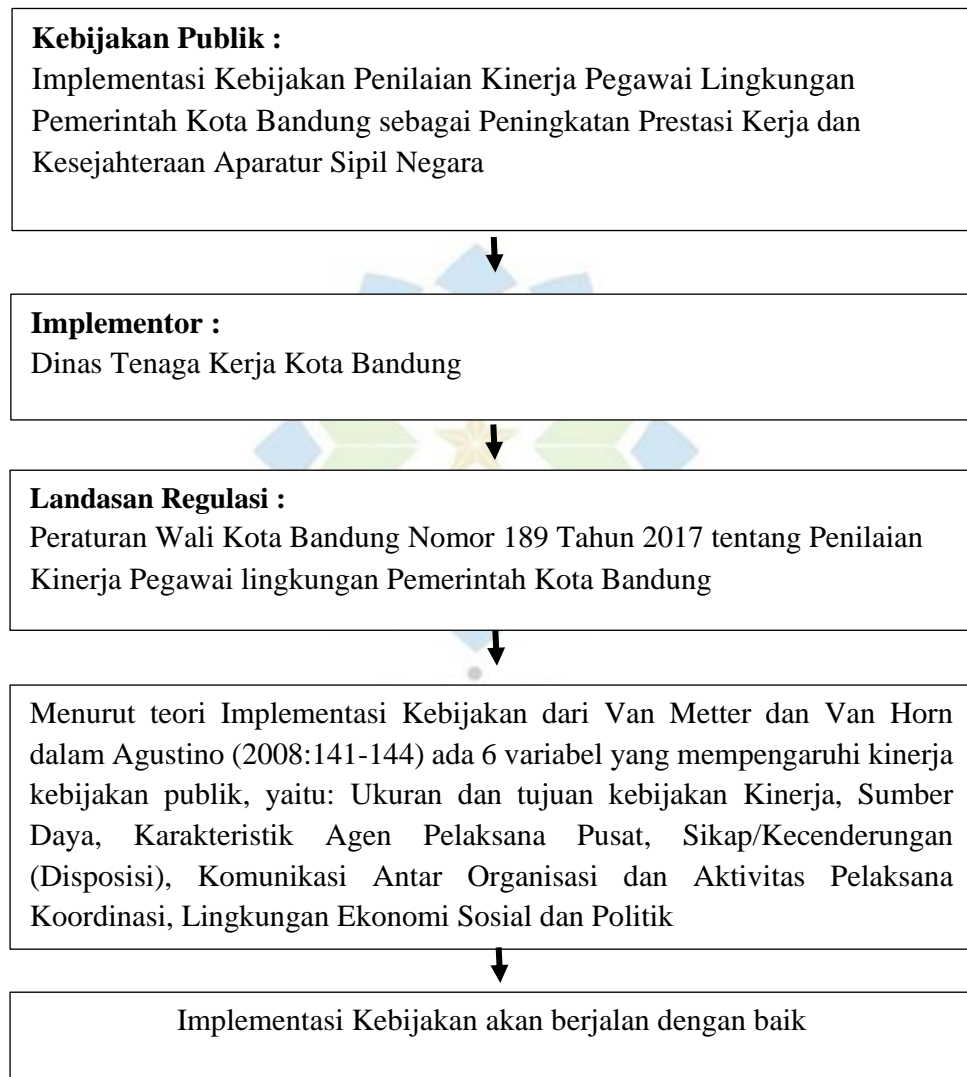 Kebijakan Publik :
Implementasi Kebijakan Penilaian Kinerja Pegawai Lingkungan
Pemerintah Kota Bandung sebagai Peningkatan Prestasi Kerja dan
Kesejahteraan Aparatur Sipil Negara
Implementor :
Dinas Tenaga Kerja Kota Bandung
Landasan Regulasi :
Peraturan Wali Kota Bandung Nomor 189 Tahun 2017 tentang Penilaian
Kinerja Pegawai lingkungan Pemerintah Kota Bandung
Menurut teori Implementasi Kebijakan dari Van Metter dan Van Horn
dalam Agustino (2008:141-144) ada 6 variabel yang mempengaruhi kinerja
kebijakan publik, yaitu: Ukuran dan tujuan kebijakan Kinerja, Sumber
Daya, Karakteristik Agen Pelaksana Pusat, Sikap/Kecenderungan
(Disposisi), Komunikasi Antar Organisasi dan Aktivitas Pelaksana
Koordinasi, Lingkungan Ekonomi Sosial dan Politik
Implementasi Kebijakan akan berjalan dengan baik